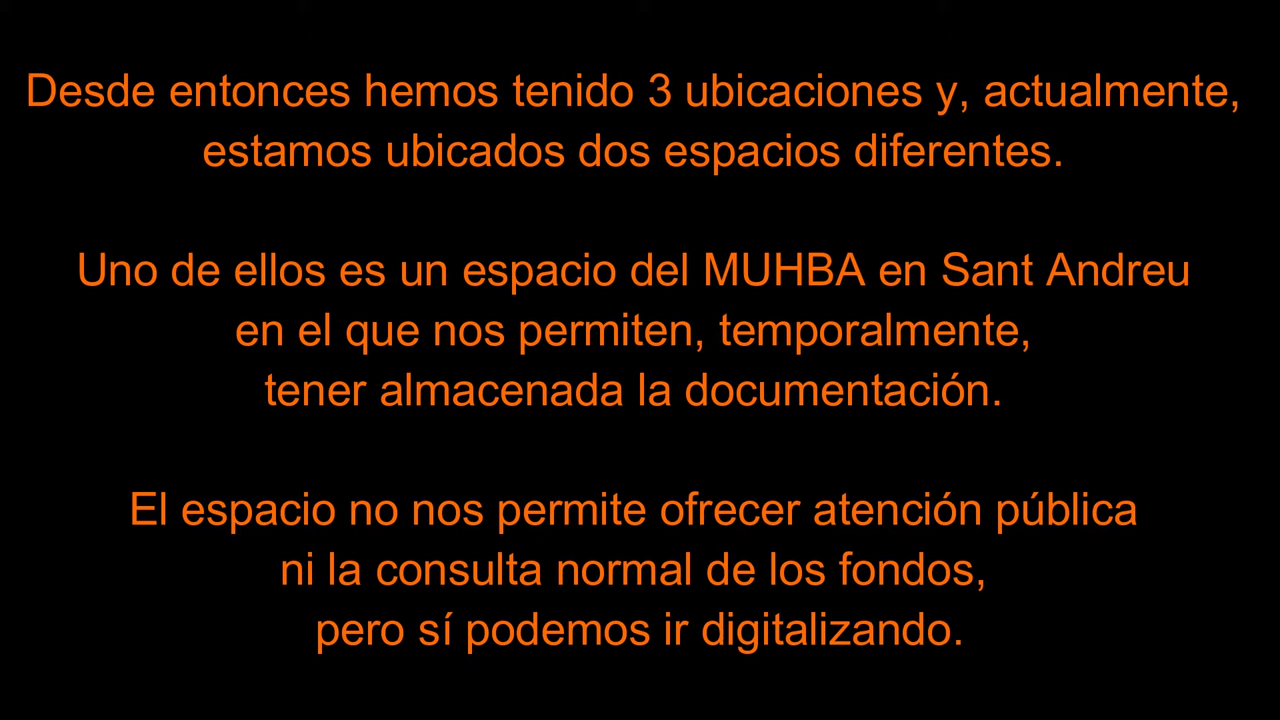 Desde entonces hemos tenido 3 ubicaciones y, actualmente,
estamos ubicados dos espacios diferentes.
Uno de ellos es un espacio del MUHBA en Sant Andreu
en el que nos permiten, temporalmente,
tener almacenada la documentación.
El espacio no nos permite ofrecer atención pública
ni la consulta normal de los fondos,
pero sí podemos ir digitalizando.